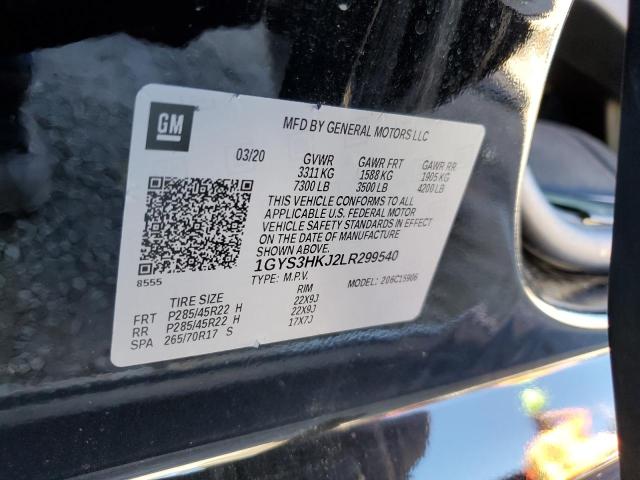 GM
MFD BY GENERAL MOTORS LLC
03/20 GVWR GAWR FRT GAWR RR
3311 KG 1588 KG 1905 KG
7300 LB 3500 LB 4200 LB
THIS VEHICLE CONFORMS TO ALL
APPLICABLE U.S. FEDERAL MOTOR
VEHICLE SAFETY STANDARDS IN EFFECT
ON THE DATE OF MANUFACTURE SHOWN ABOVE.
1GYS3HKJ2LR299540
8555
TYPE: M.P.V. MODEL: 206C15906
TIRE SIZE RIM
FRT P285/45R22 H 22X9J
RR P285/45R22 H 22X9J
SPA 265/70R17 S 17X7J